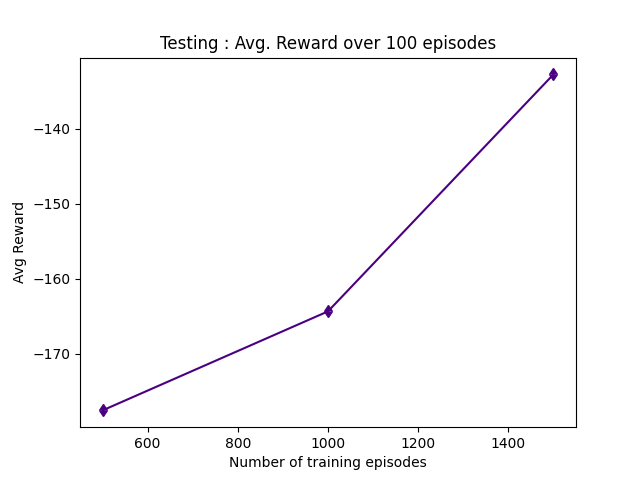 Testing : Avg. Reward over 100 episodes
−140
−150
−160
−170
Avg Reward
600 800 1000 1200 1400
Number of training episodes